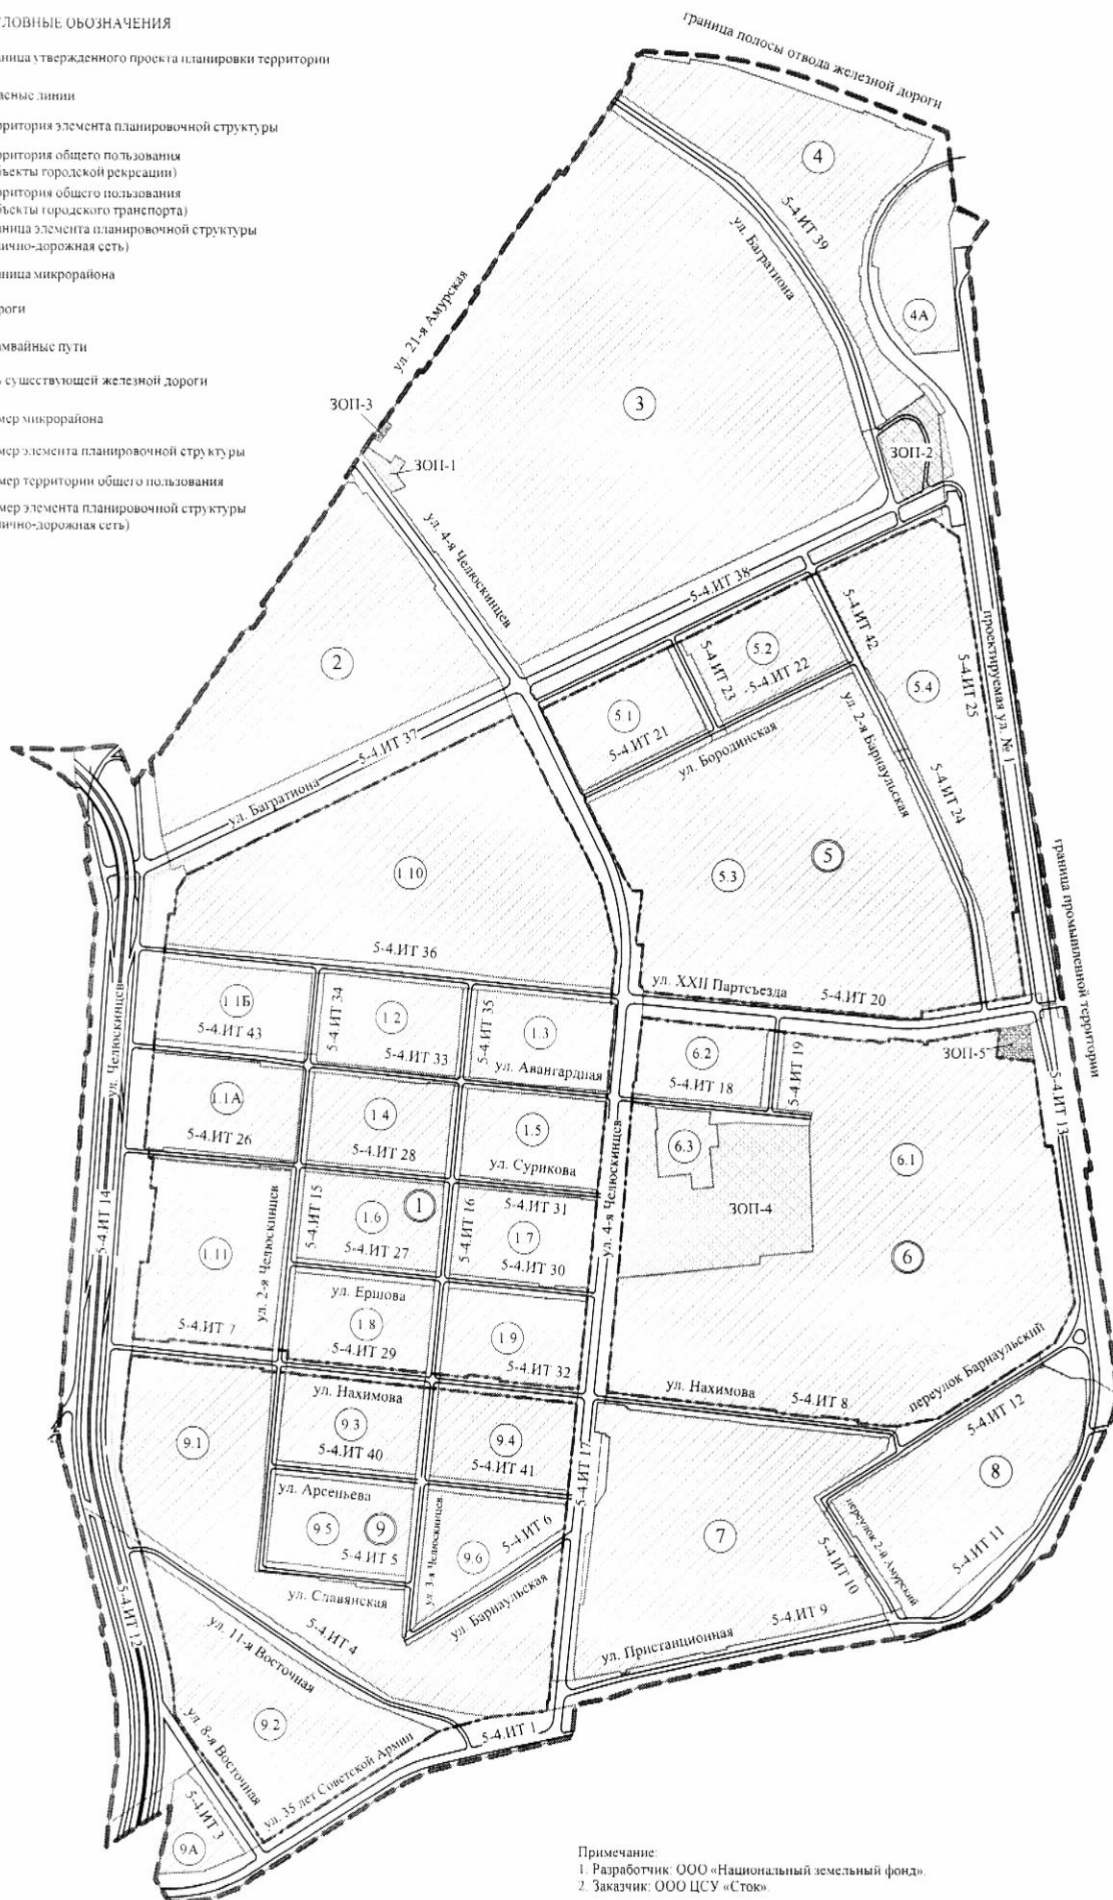 ЛОВНЫЕ ОБОЗНАЧЕНИЯ
ница утвержденного проекта планировки территории
асные линии
рритория элемента планировочной структуры
рритория общего пользования
бъекты городской рекреации)
рритория общего пользования
бъекты городского транспорта)
ница элемента планировочной структуры
ично-дорожная сеть)
ница микрорайона
роги
амвайные пути
ь существующей железной дороги
мер микрорайона
мер элемента планировочной структуры
мер территории общего пользования
мер элемента планировочной структуры
ично-дорожная сеть)
граница полосы отвода железной дороги
4
5-4.ИТ 39
ул. Багратиона
4А
ул. 21-я Амурская
3
ЗОП-3
ЗОП-1
ЗОП-2
ул. 4-я Челюскинцев
5-4.ИТ 38
5-4.ИТ 42
5.2
5-4.ИТ 23
5-4.ИТ 22
2
5.4
5-4.ИТ 25
проектируемая ул. № 1
5.1
5-4.ИТ 21
ул. Бородинская
ул. 2-я Барнаульская
5-4.ИТ 37
ул. Багратиона
5-4.ИТ 24
5
5.3
1.10
граница промышленной территории
5-4.ИТ 36
ул. XXII Партсъезда
5-4.ИТ 20
ул. Челюскинцев
1.1Б
5-4.ИТ 43
5-4.ИТ 34
1.2
5-4.ИТ 33
5-4.ИТ 35
1.3
ул. Авангардная
6.2
5-4.ИТ 18
5-4.ИТ 19
ЗОП-5
5-4.ИТ 13
1.1А
5-4.ИТ 26
1.4
5-4.ИТ 28
1.5
ул. Сурикова
ул. 4-я Челюскинцев
6.3
6.1
ЗОП-4
5-4.ИТ 14
1.11
ул. 2-я Челюскинцев
5-4.ИТ 15
1.6
1
5-4.ИТ 27
5-4.ИТ 16
5-4.ИТ 31
1.7
5-4.ИТ 30
6
ул. Ершова
1.8
5-4.ИТ 29
1.9
5-4.ИТ 32
5-4.ИТ 7
ул. Нахимова
5-4.ИТ 8
переулок Барнаульский
5-4.ИТ 12
ул. Нахимова
9.1
9.3
5-4.ИТ 40
9.4
5-4.ИТ 41
5-4.ИТ 17
8
ул. Арсеньева
9.5
9
5-4.ИТ 5
ул. 3-я Челюскинцев
9.6
5-4.ИТ 6
7
переулок 2-й Амурский
5-4.ИТ 10
5-4.ИТ 11
ул. Славянская
ул. Барнаульская
5-4.ИТ 9
ул. Пристанционная
5-4.ИТ 12
ул. 11-я Восточная
5-4.ИТ 4
9.2
5-4.ИТ 1
ул. 8-я Восточная
ул. 35 лет Советской Армии
5-4.ИТ 3
9А
Примечание:
1. Разработчик: ООО «Национальный земельный фонд».
2. Заказчик: ООО ЦСУ «Сток».